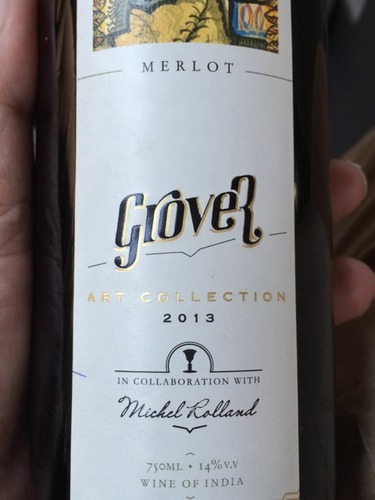 MERLOT
GROVER
ART COLLECTION
2013
IN COLLABORATION WITH
Michel Rolland
750ML • 14%V.V
WINE OF INDIA